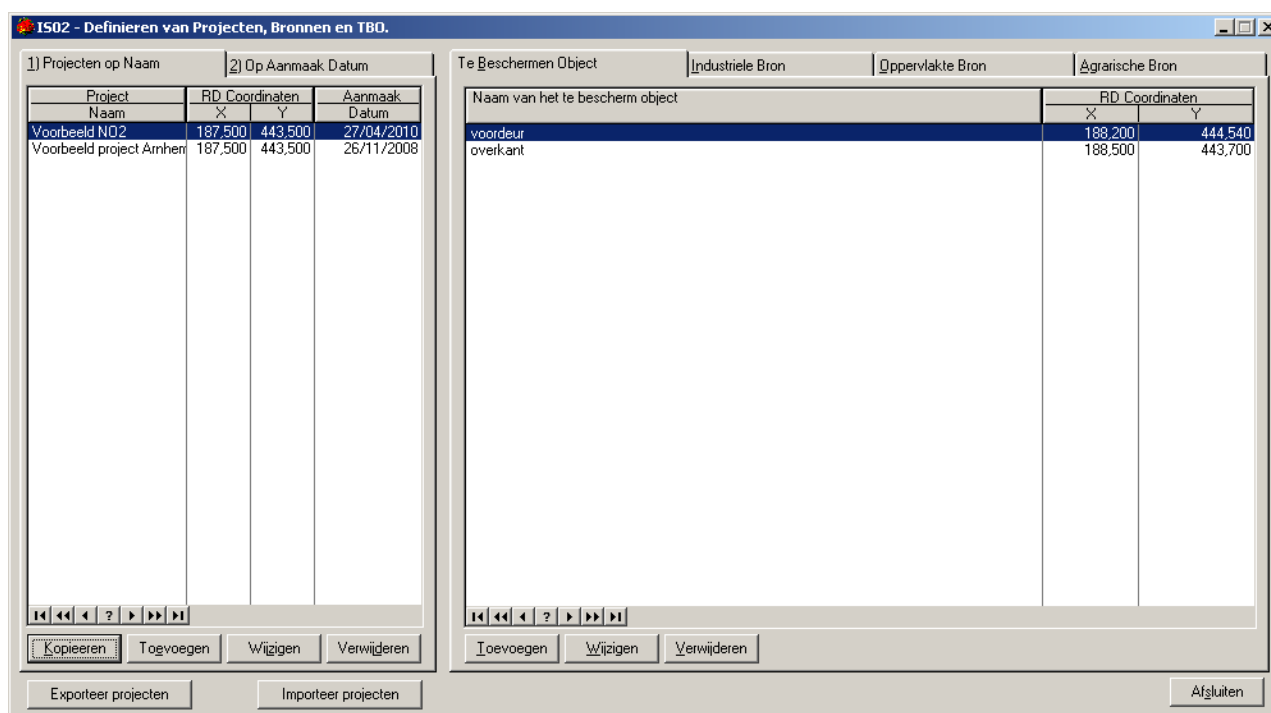 IS02 - Definieren van Projecten, Bronnen en TBO.
1) Projecten op Naam
2) Op Aanmaak Datum
Project RD Coordinaten Aanmaak
Naam X Y Datum
Voorbeeld NO2 187,500 443,500 27/04/2010
Voorbeeld project Arnhem 187,500 443,500 26/11/2008
?
Kopieeren Toevoegen Wijzigen Verwijderen
Exporteer projecten Importeer projecten
Te Beschermen Object Industriele Bron Oppervlakte Bron Agrarische Bron
Naam van het te bescherm object RD Coordinaten
X Y
voordeur 188,200 444,540
overkant 188,500 443,700
?
Toevoegen Wijzigen Verwijderen
Afsluiten